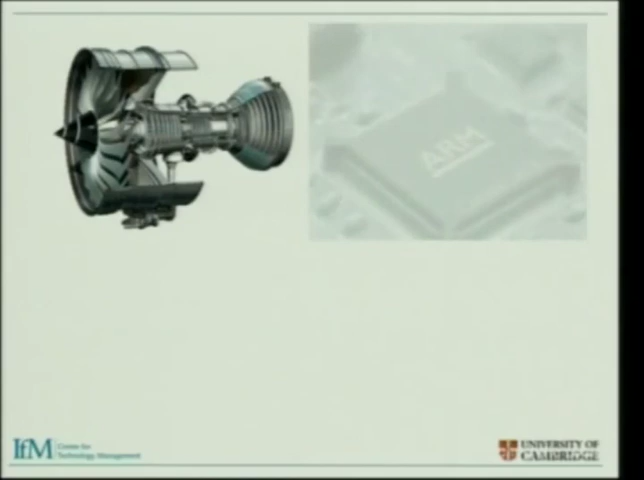 ARM
IfM
Centre for
Technology Management
UNIVERSITY OF
CAMBRIDGE